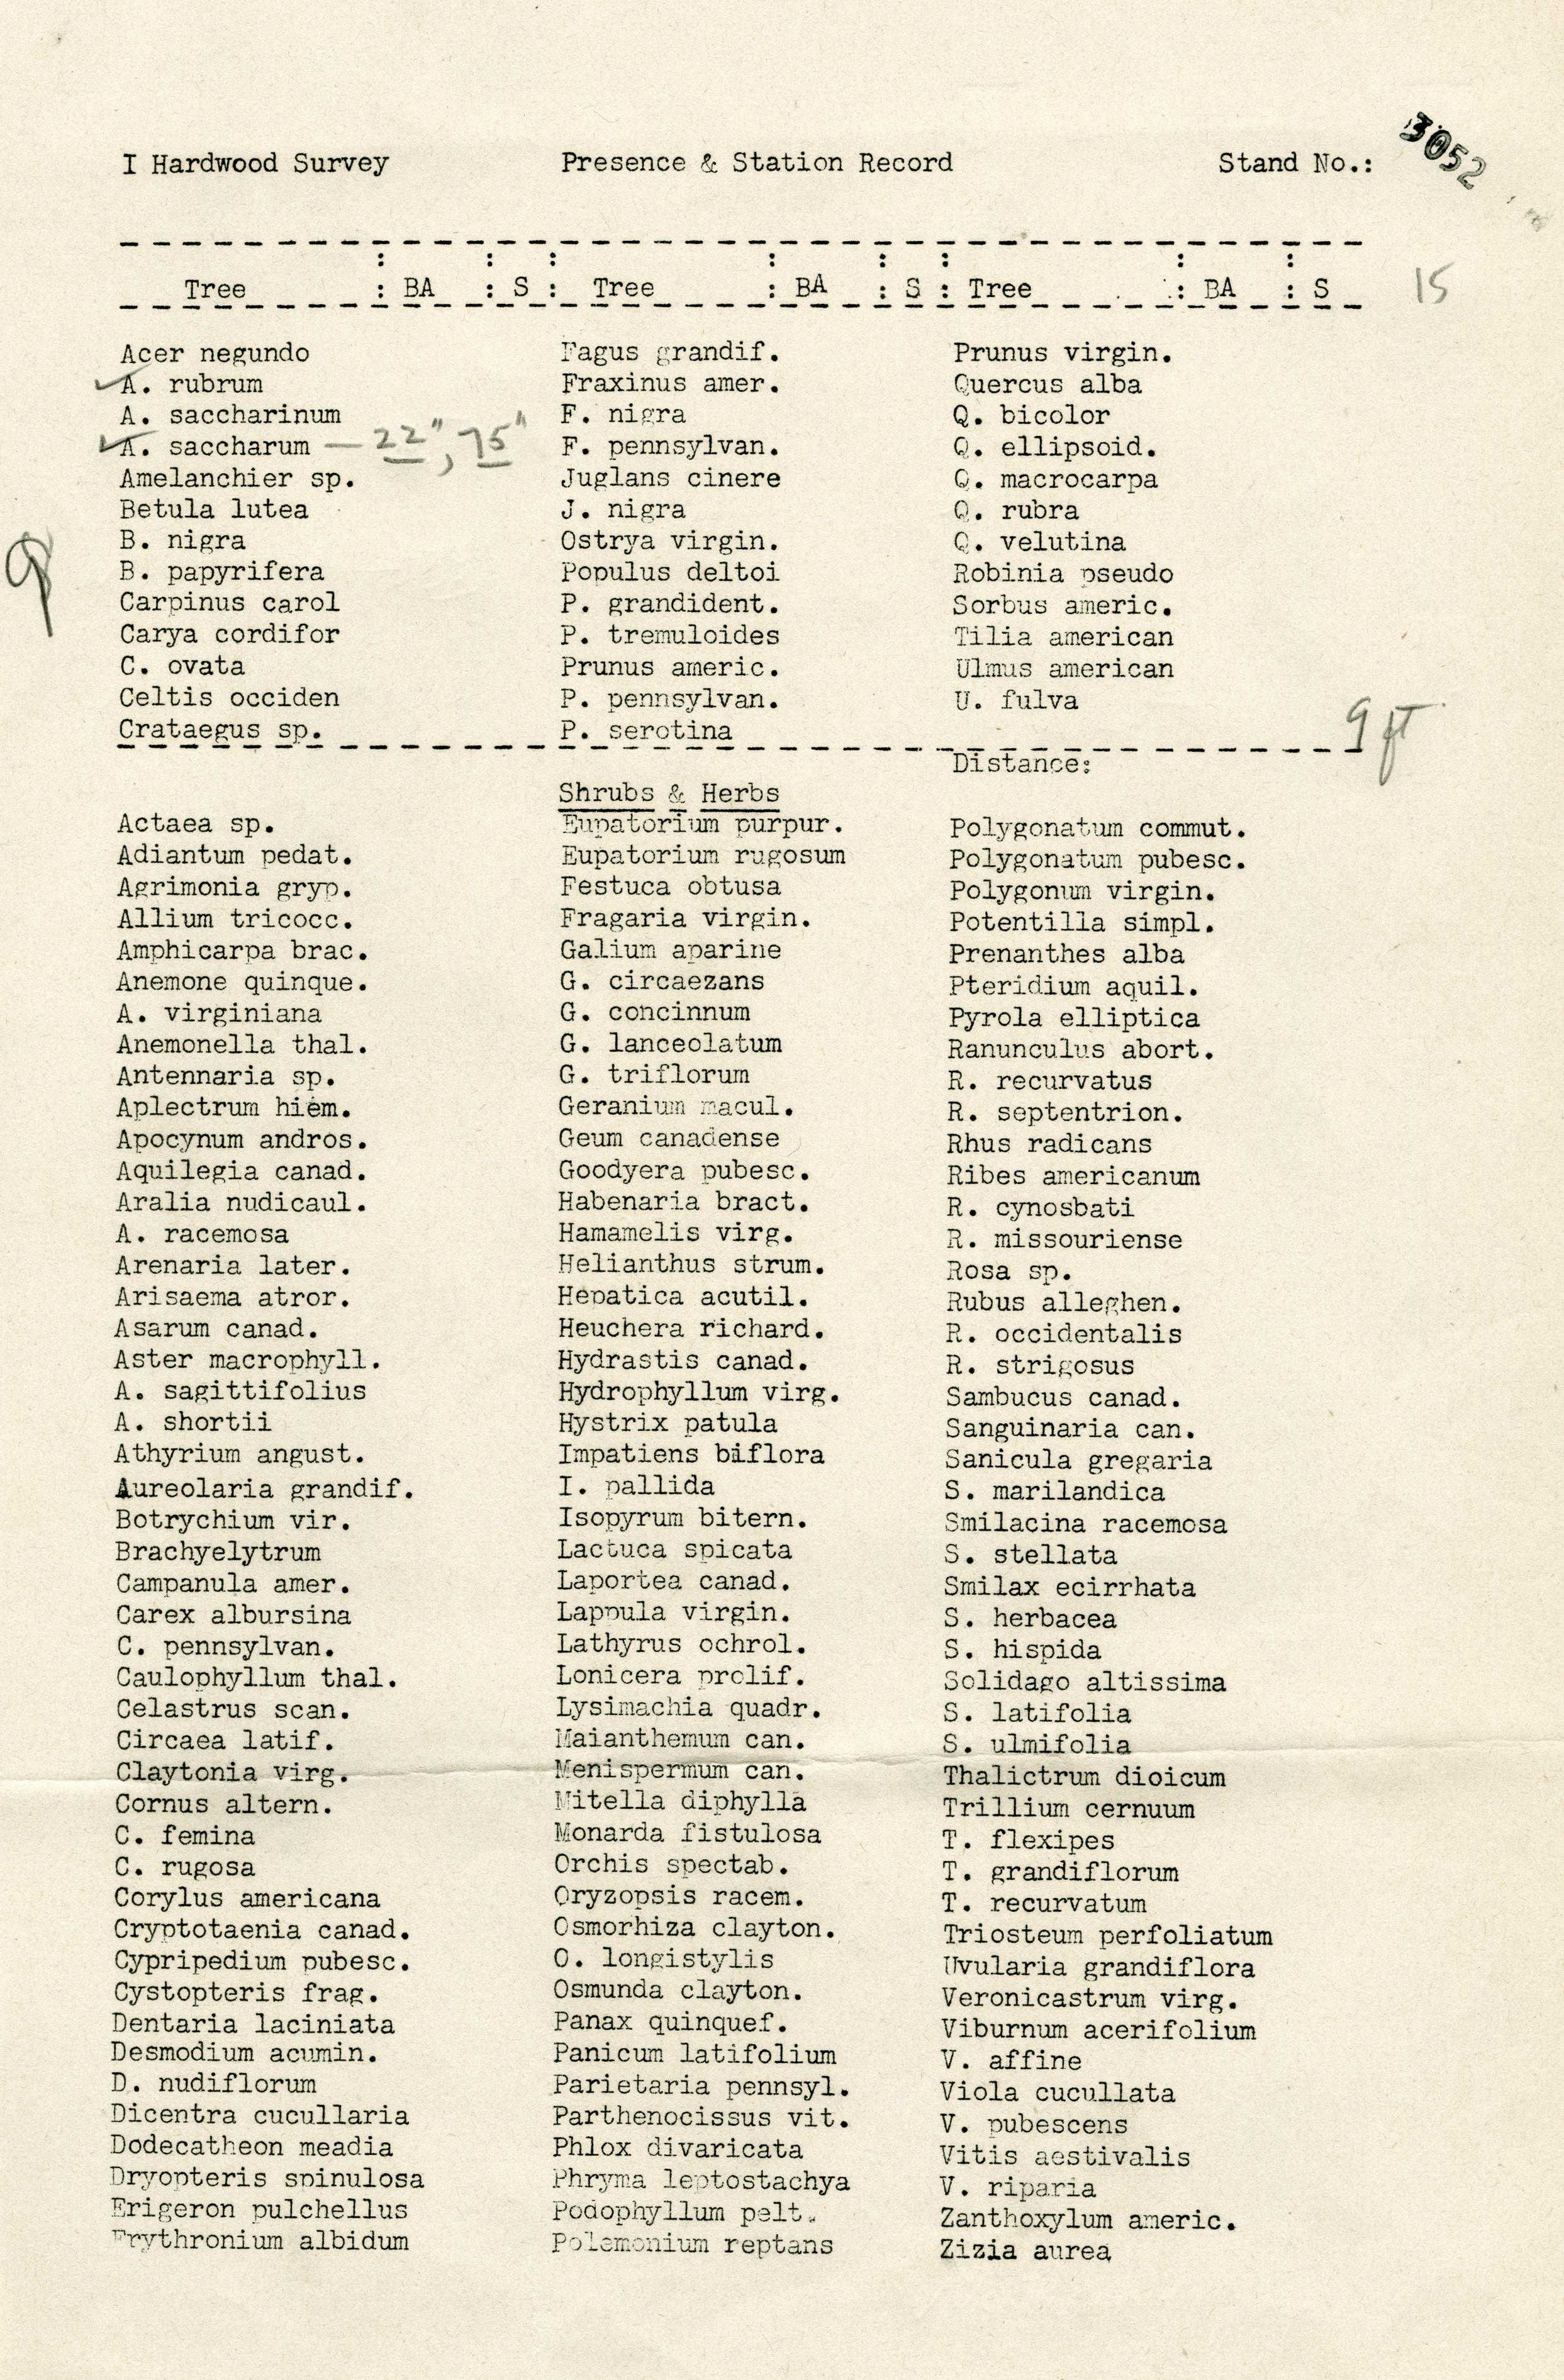 I Hardwood Survey Presence & Station Record Stand No.: 3052
Tree : BA : S : Tree : BA : S : Tree : BA : S 15
Acer negundo Fagus grandif. Prunus virgin.
✓A. rubrum Fraxinus amer. Quercus alba
A. saccharinum F. nigra Q. bicolor
✓A. saccharum — 22", 75" F. pennsylvan. Q. ellipsoid.
Amelanchier sp. Juglans cinere Q. macrocarpa
Betula lutea J. nigra Q. rubra
B. nigra Ostrya virgin. Q. velutina
9 B. papyrifera Populus deltoi Robinia pseudo
Carpinus carol P. grandident. Sorbus americ.
Carya cordifor P. tremuloides Tilia american
C. ovata Prunus americ. Ulmus american
Celtis occiden P. pennsylvan. U. fulva
Crataegus sp. P. serotina 9 ft
Distance:
Shrubs & Herbs
Actaea sp. Eupatorium purpur. Polygonatum commut.
Adiantum pedat. Eupatorium rugosum Polygonatum pubesc.
Agrimonia gryp. Festuca obtusa Polygonum virgin.
Allium tricocc. Fragaria virgin. Potentilla simpl.
Amphicarpa brac. Galium aparine Prenanthes alba
Anemone quinque. G. circaezans Pteridium aquil.
A. virginiana G. concinnum Pyrola elliptica
Anemonella thal. G. lanceolatum Ranunculus abort.
Antennaria sp. G. triflorum R. recurvatus
Aplectrum hiem. Geranium macul. R. septentrion.
Apocynum andros. Geum canadense Rhus radicans
Aquilegia canad. Goodyera pubesc. Ribes americanum
Aralia nudicaul. Habenaria bract. R. cynosbati
A. racemosa Hamamelis virg. R. missouriense
Arenaria later. Helianthus strum. Rosa sp.
Arisaema atror. Hepatica acutil. Rubus alleghen.
Asarum canad. Heuchera richard. R. occidentalis
Aster macrophyll. Hydrastis canad. R. strigosus
A. sagittifolius Hydrophyllum virg. Sambucus canad.
A. shortii Hystrix patula Sanguinaria can.
Athyrium angust. Impatiens biflora Sanicula gregaria
Aureolaria grandif. I. pallida S. marilandica
Botrychium vir. Isopyrum bitern. Smilacina racemosa
Brachyelytrum Lactuca spicata S. stellata
Campanula amer. Laportea canad. Smilax ecirrhata
Carex albursina Lappula virgin. S. herbacea
C. pennsylvan. Lathyrus ochrol. S. hispida
Caulophyllum thal. Lonicera prolif. Solidago altissima
Celastrus scan. Lysimachia quadr. S. latifolia
Circaea latif. Maianthemum can. S. ulmifolia
Claytonia virg. Menispermum can. Thalictrum dioicum
Cornus altern. Mitella diphylla Trillium cernuum
C. femina Monarda fistulosa T. flexipes
C. rugosa Orchis spectab. T. grandiflorum
Corylus americana Oryzopsis racem. T. recurvatum
Cryptotaenia canad. Osmorhiza clayton. Triosteum perfoliatum
Cypripedium pubesc. O. longistylis Uvularia grandiflora
Cystopteris frag. Osmunda clayton. Veronicastrum virg.
Dentaria laciniata Panax quinquef. Viburnum acerifolium
Desmodium acumin. Panicum latifolium V. affine
D. nudiflorum Parietaria pennsyl. Viola cucullata
Dicentra cucullaria Parthenocissus vit. V. pubescens
Dodecatheon meadia Phlox divaricata Vitis aestivalis
Dryopteris spinulosa Phryma leptostachya V. riparia
Erigeron pulchellus Podophyllum pelt. Zanthoxylum americ.
Erythronium albidum Polemonium reptans Zizia aurea